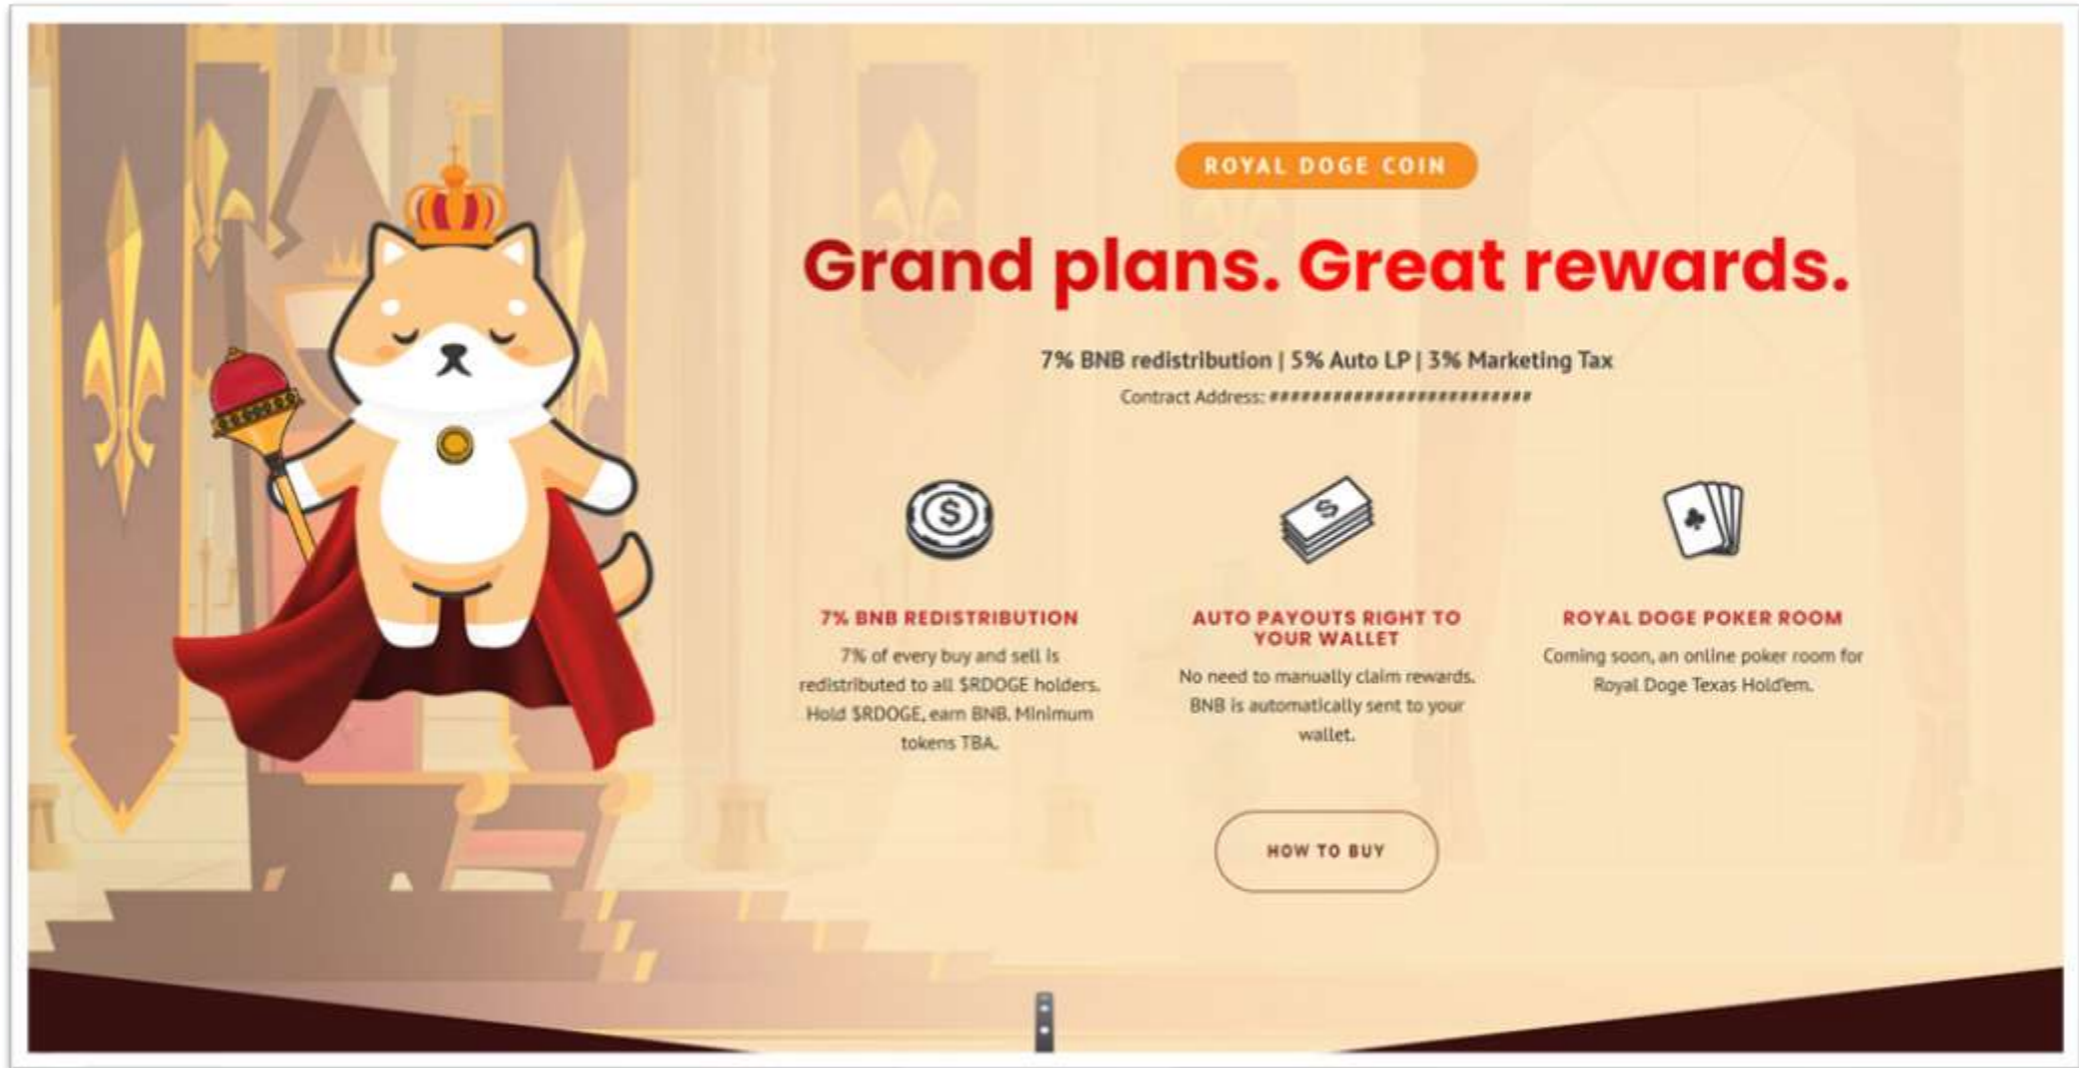 ROYAL DOGE COIN
Grand plans. Great rewards.
7% BNB redistribution | 5% Auto LP | 3% Marketing Tax
Contract Address: #########################
7% BNB REDISTRIBUTION
7% of every buy and sell is
redistributed to all $RDOGE holders.
Hold $RDOGE, earn BNB. Minimum
tokens TBA.
AUTO PAYOUTS RIGHT TO
YOUR WALLET
No need to manually claim rewards.
BNB is automatically sent to your
wallet.
ROYAL DOGE POKER ROOM
Coming soon, an online poker room for
Royal Doge Texas Hold'em.
HOW TO BUY